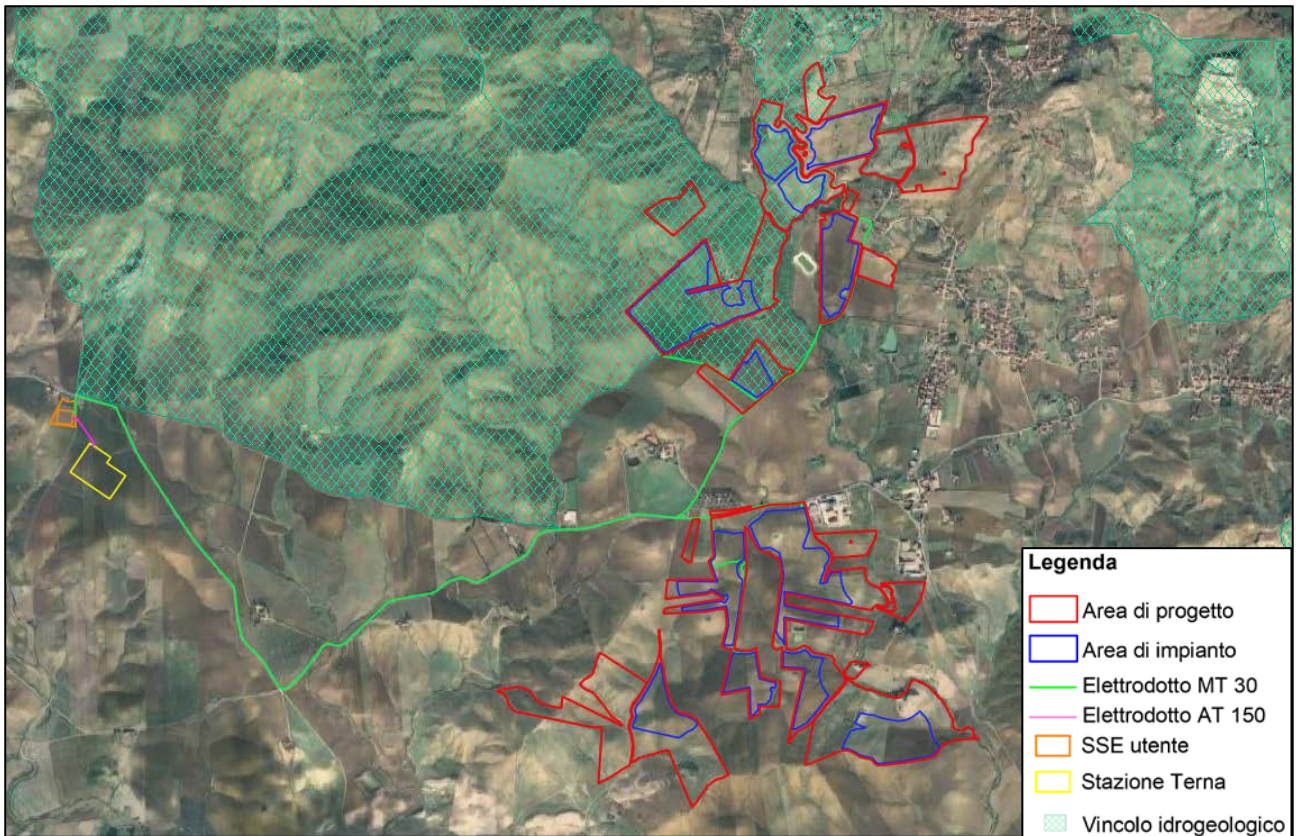 Legenda
Area di progetto
Area di impianto
Elettrodotto MT 30
Elettrodotto AT 150
SSE utente
Stazione Terna
Vincolo idrogeologico